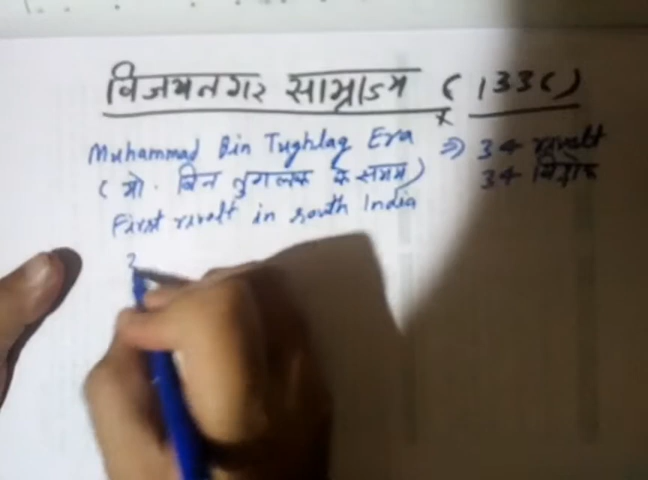 विजयनगर साम्राज्य ( 1336 )
Muhammad Bin Tughlaq Era ⇒ 34 revolt
( मो. बिन तुगलक के समय ) 34 विद्रोह
First revolt in south India